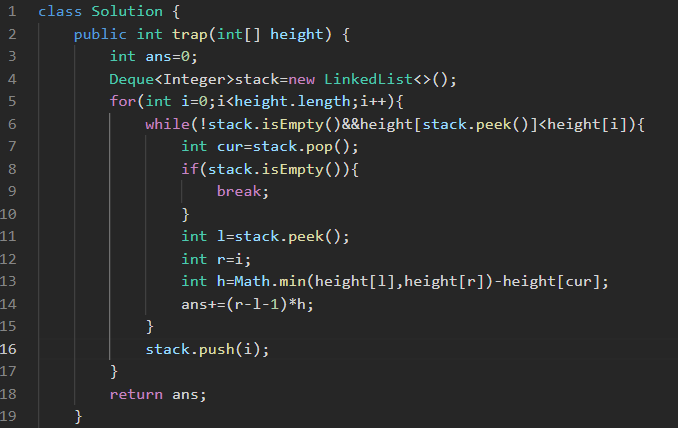 1 class Solution {
2     public int trap(int[] height) {
3         int ans=0;
4         Deque<Integer>stack=new LinkedList<>();
5         for(int i=0;i<height.length;i++){
6             while(!stack.isEmpty()&&height[stack.peek()]<height[i]){
7                 int cur=stack.pop();
8                 if(stack.isEmpty()){
9                     break;
10                 }
11                 int l=stack.peek();
12                 int r=i;
13                 int h=Math.min(height[l],height[r])-height[cur];
14                 ans+=(r-l-1)*h;
15             }
16             stack.push(i);
17         }
18         return ans;
19     }